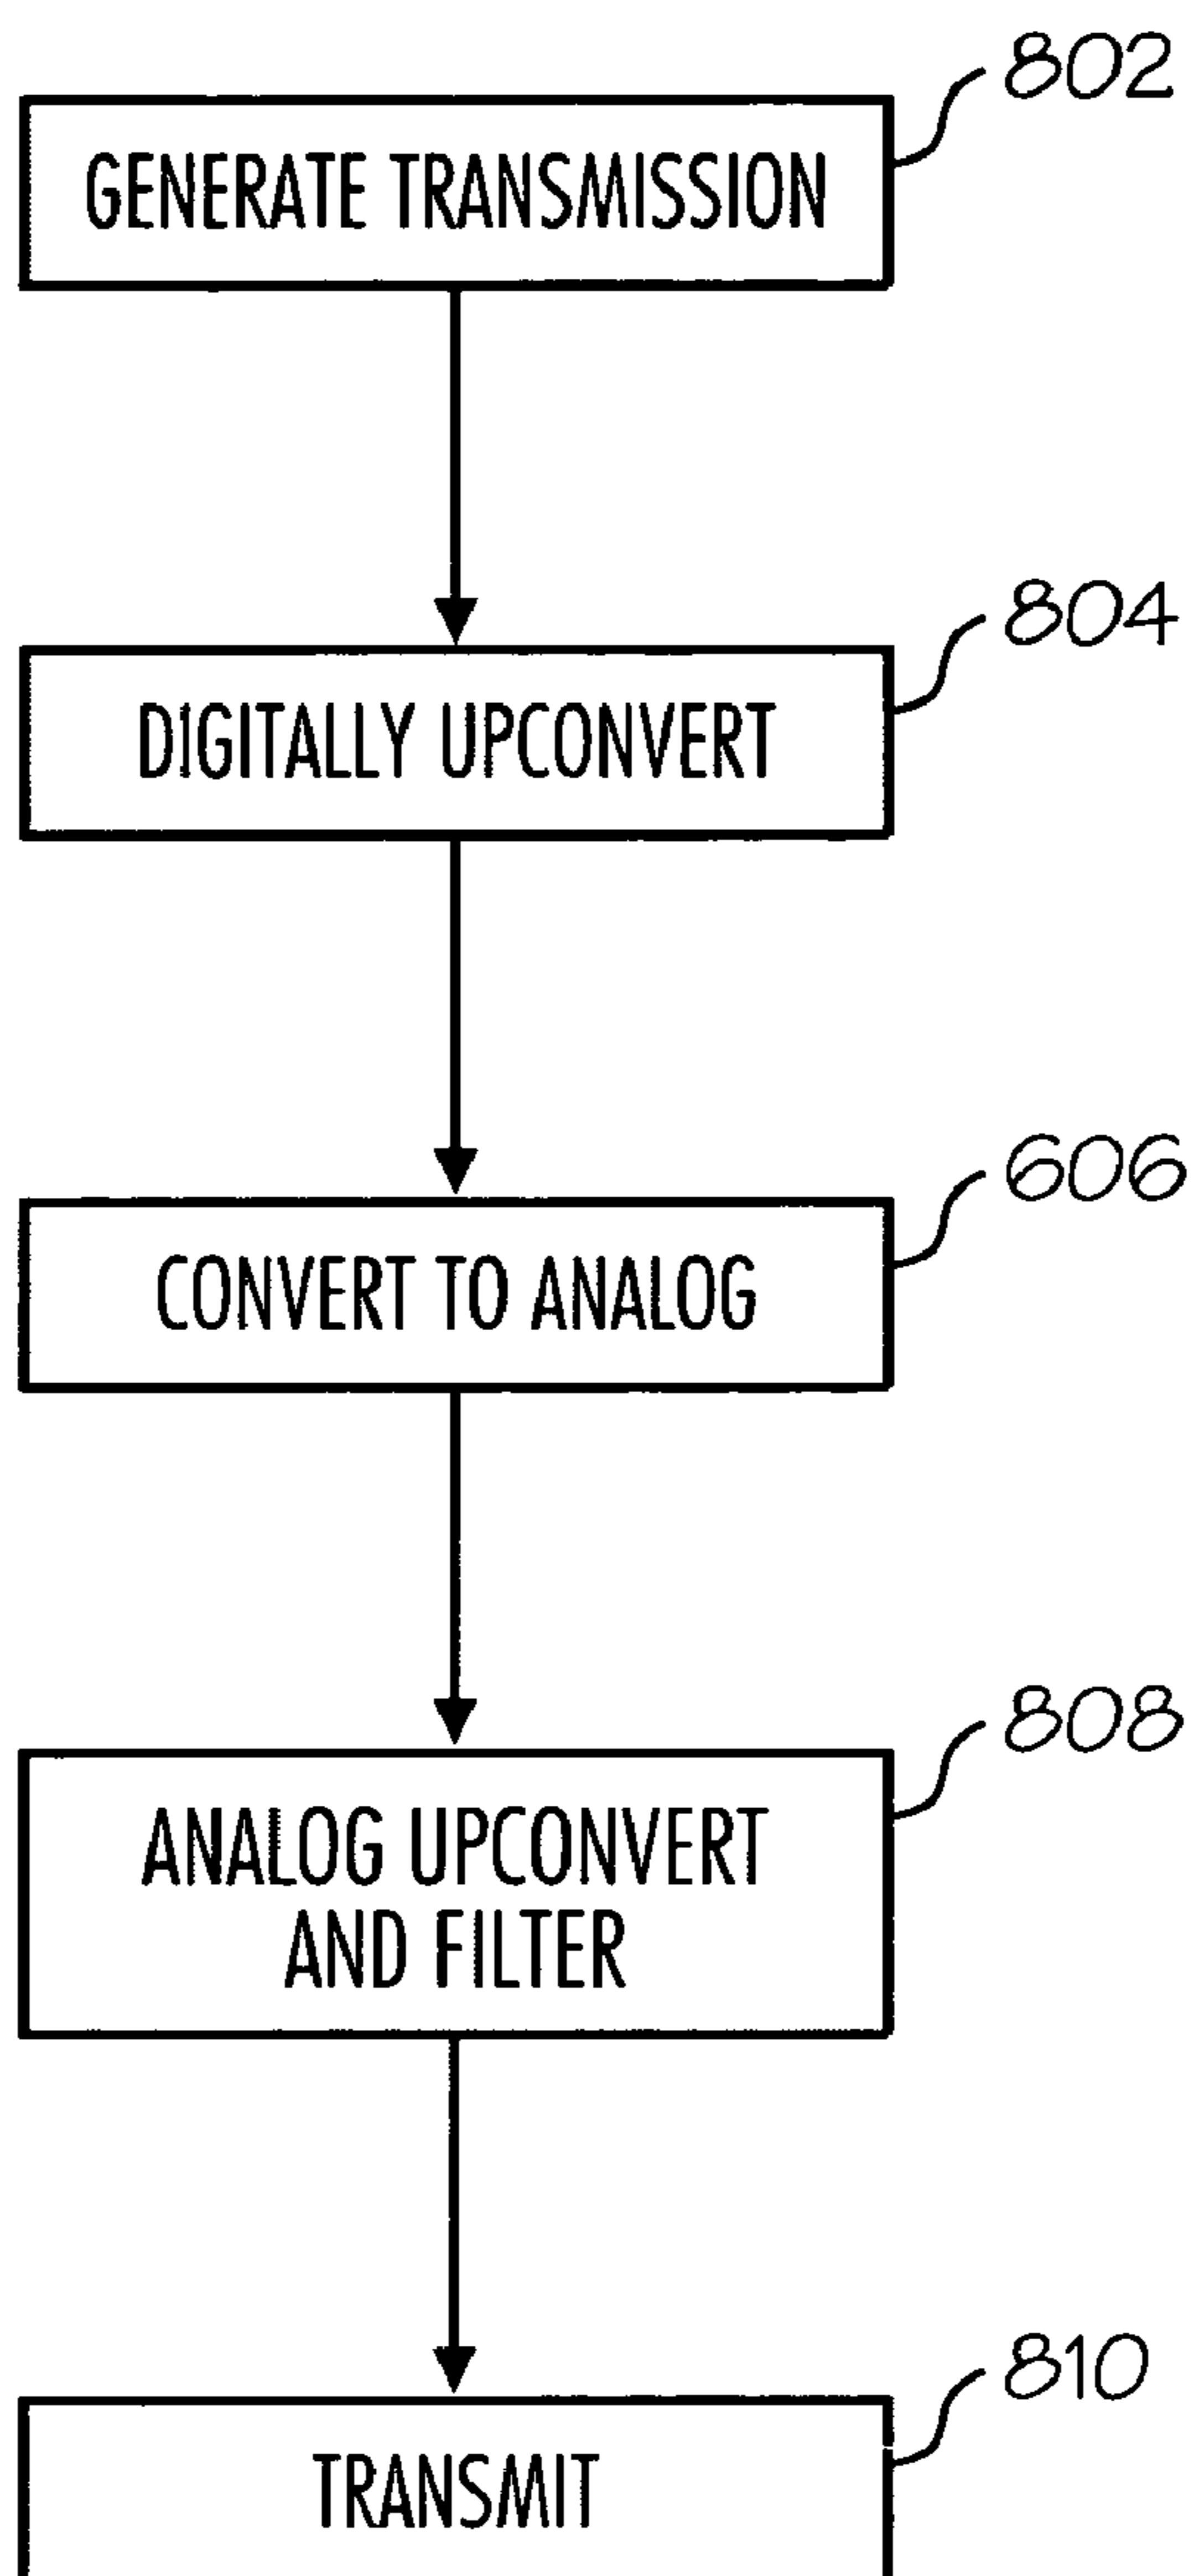 802
GENERATE TRANSMISSION
804
DIGITALLY UPCONVERT
606
CONVERT TO ANALOG
808
ANALOG UPCONVERT
AND FILTER
810
TRANSMIT